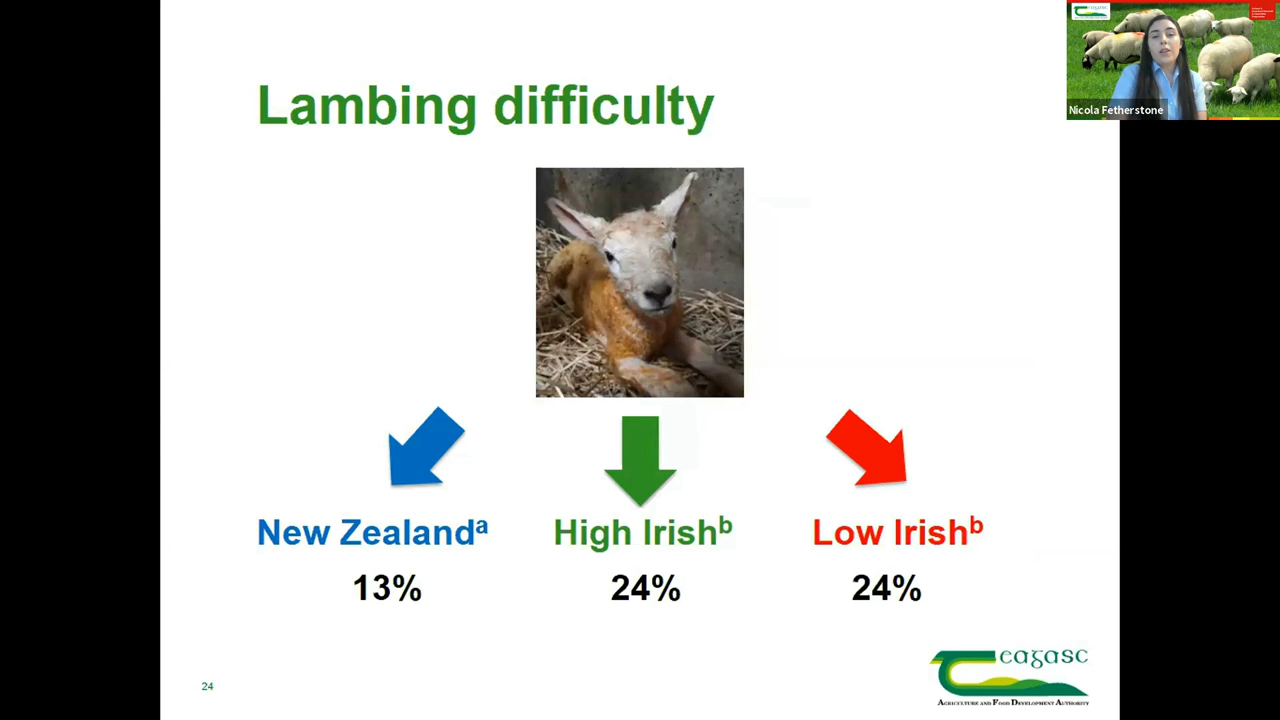 Lambing difficulty
Nicola Fetherstone
New Zealandᵃ
High Irishᵇ
Low Irishᵇ
13%
24%
24%
24
eagasc
AGRICULTURE AND FOOD DEVELOPMENT AUTHORITY